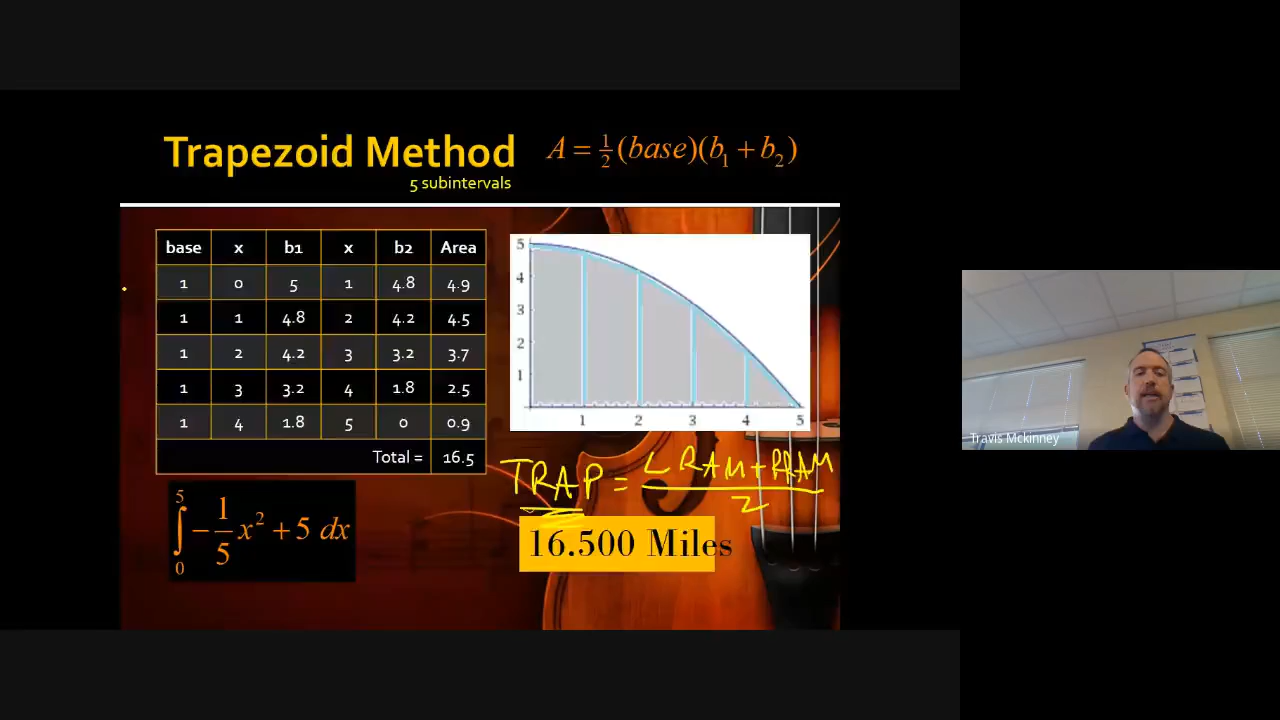 Trapezoid Method A = ½(base)(b₁ + b₂)
5 subintervals
base x b1 x b2 Area
1 0 5 1 4.8 4.9
1 1 4.8 2 4.2 4.5
1 2 4.2 3 3.2 3.7
1 3 3.2 4 1.8 2.5
1 4 1.8 5 0 0.9
Total = 16.5
5
4
3
2
1
1 2 3 4 5
TRAP = LRAM + RRAM / 2
∫₀⁵ -1/5 x² + 5 dx
16.500 Miles
Travis Mckinney